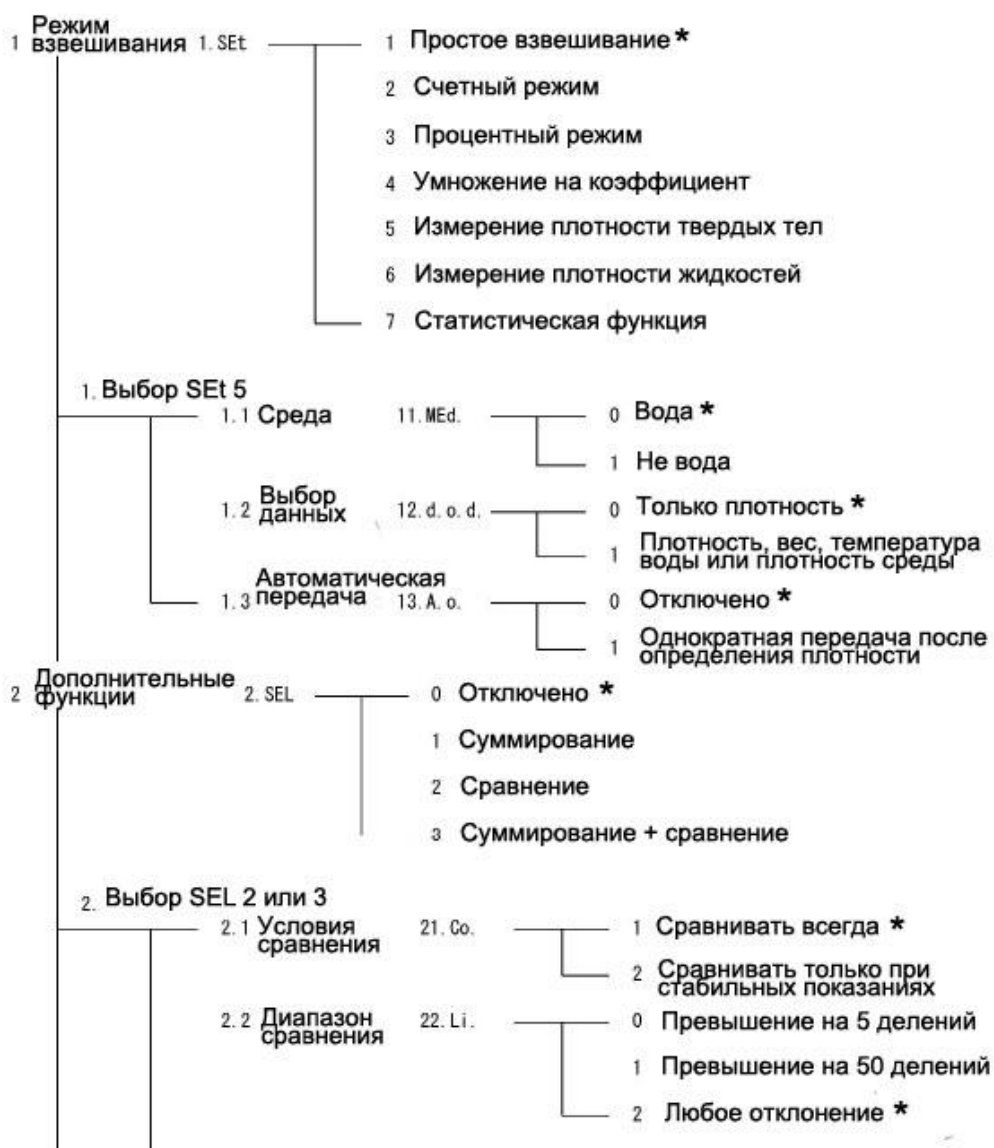 1 Режим
взвешивания 1.SEt 1 Простое взвешивание *
2 Счетный режим
3 Процентный режим
4 Умножение на коэффициент
5 Измерение плотности твердых тел
6 Измерение плотности жидкостей
7 Статистическая функция
1. Выбор SEt 5
1.1 Среда 11.MEd. 0 Вода *
1 Не вода
1.2 Выбор
данных 12.d.o.d. 0 Только плотность *
1 Плотность, вес, температура
воды или плотность среды
1.3 Автоматическая
передача 13.A.o. 0 Отключено *
1 Однократная передача после
определения плотности
2 Дополнительные
функции 2.SEL 0 Отключено *
1 Суммирование
2 Сравнение
3 Суммирование + сравнение
2. Выбор SEL 2 или 3
2.1 Условия
сравнения 21.Co. 1 Сравнивать всегда *
2 Сравнивать только при
стабильных показаниях
2.2 Диапазон
сравнения 22.Li. 0 Превышение на 5 делений
1 Превышение на 50 делений
2 Любое отклонение *